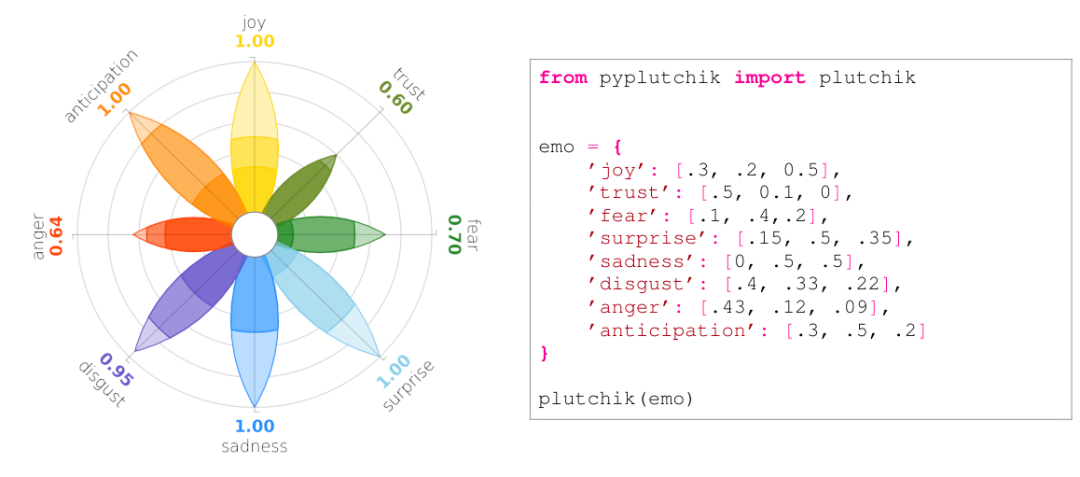 joy
1.00
trust
0.60
fear
0.70
surprise
1.00
sadness
1.00
disgust
0.95
anger
0.64
anticipation
1.00
from pyplutchik import plutchik
emo = {
’joy’: [.3, .2, 0.5],
’trust’: [.5, 0.1, 0],
’fear’: [.1, .4,.2],
’surprise’: [.15, .5, .35],
’sadness’: [0, .5, .5],
’disgust’: [.4, .33, .22],
’anger’: [.43, .12, .09],
’anticipation’: [.3, .5, .2]
}
plutchik(emo)